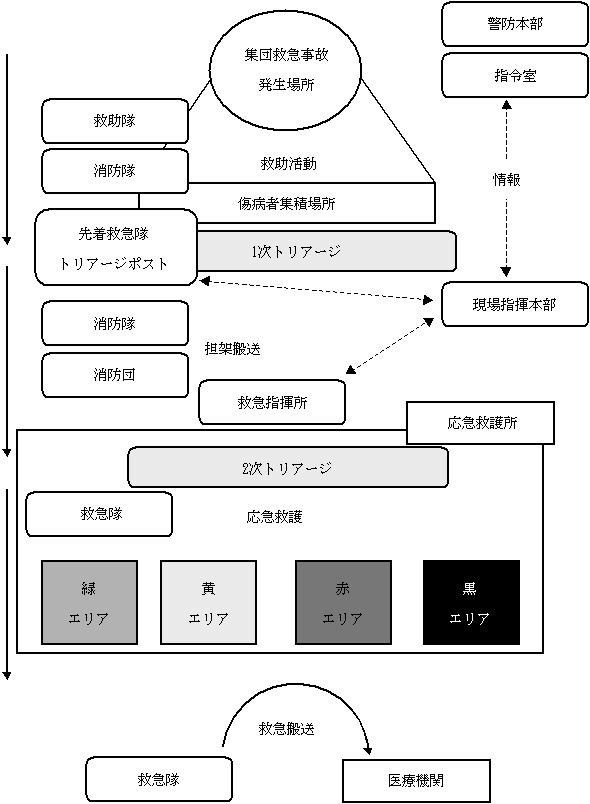 警防本部
集団救急事故
発生場所
指令室
救助隊
救助活動
消防隊
情報
傷病者集積場所
先着救急隊
トリアージポスト
1次トリアージ
現場指揮本部
消防隊
担架搬送
消防団
救急指揮所
応急救護所
2次トリアージ
救急隊
応急救護
緑
エリア
黄
エリア
赤
エリア
黒
エリア
救急搬送
救急隊
医療機関